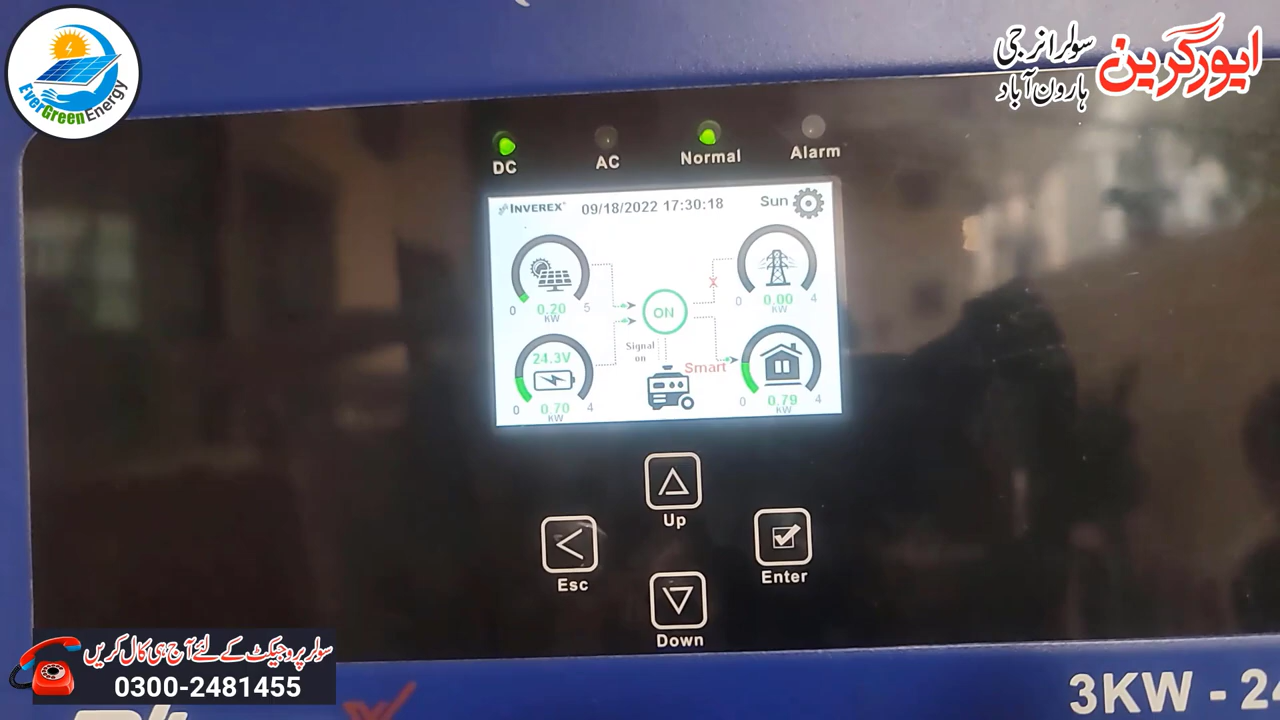 EverGreenEnergy
ایورگرین
سولر انرجی
ہارون آباد
DC
AC
Normal
Alarm
INVEREX
09/18/2022 17:30:18
Sun
0
0.20
KW
5
0
0.00
KW
4
ON
24.3V
Signal
on
Smart
0
0.70
KW
4
0
0.79
KW
4
Up
Esc
Enter
Down
سولر پروجیکٹ کے لئے آج ہی کال کریں
0300-2481455
3KW - 24